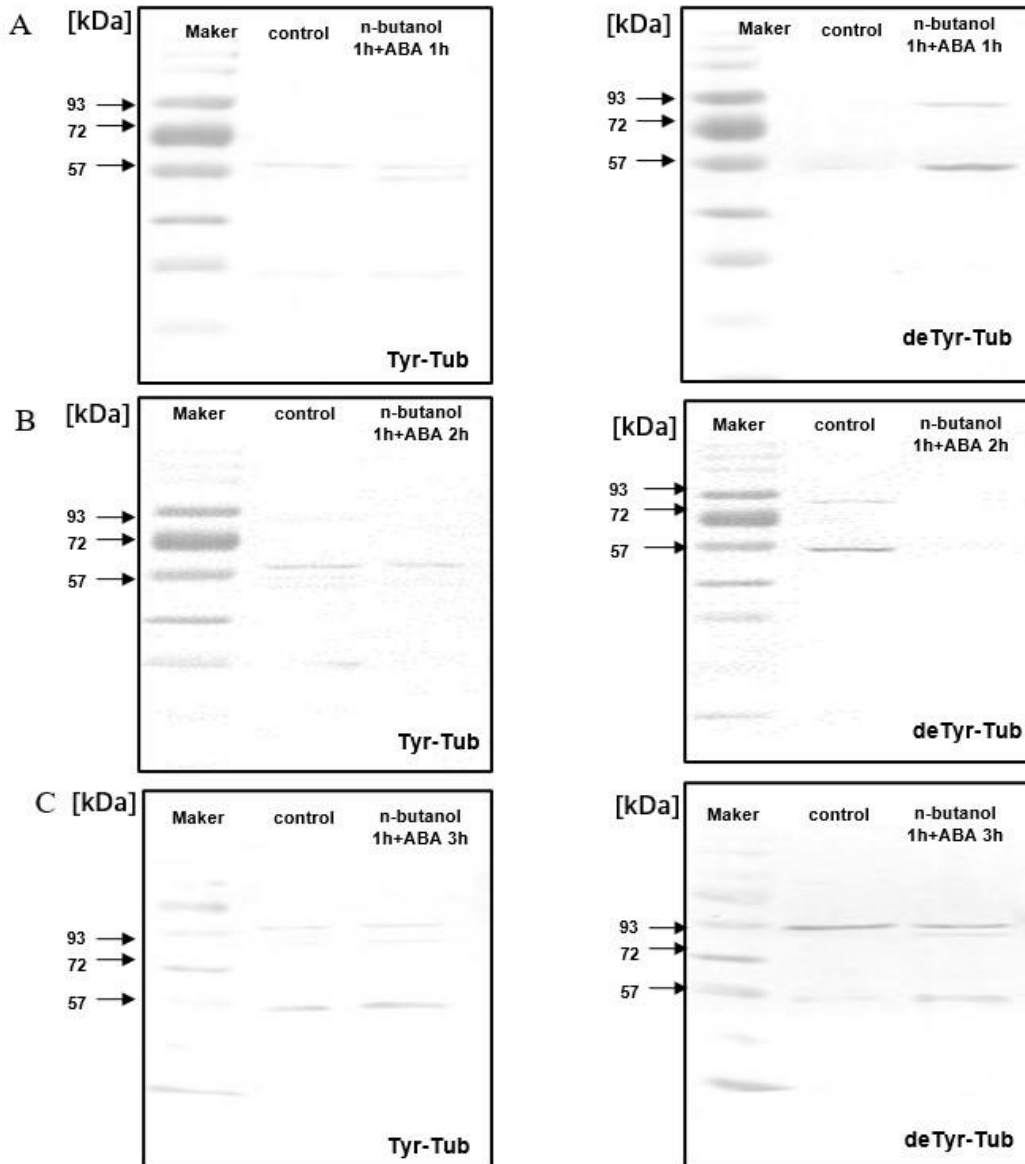 A [kDa] Maker control n-butanol
1h+ABA 1h
93
72
57
Tyr-Tub
[kDa] Maker control n-butanol
1h+ABA 1h
93
72
57
deTyr-Tub
B [kDa] Maker control n-butanol
1h+ABA 2h
93
72
57
Tyr-Tub
[kDa] Maker control n-butanol
1h+ABA 2h
93
72
57
deTyr-Tub
C [kDa] Maker control n-butanol
1h+ABA 3h
93
72
57
Tyr-Tub
[kDa] Maker control n-butanol
1h+ABA 3h
93
72
57
deTyr-Tub